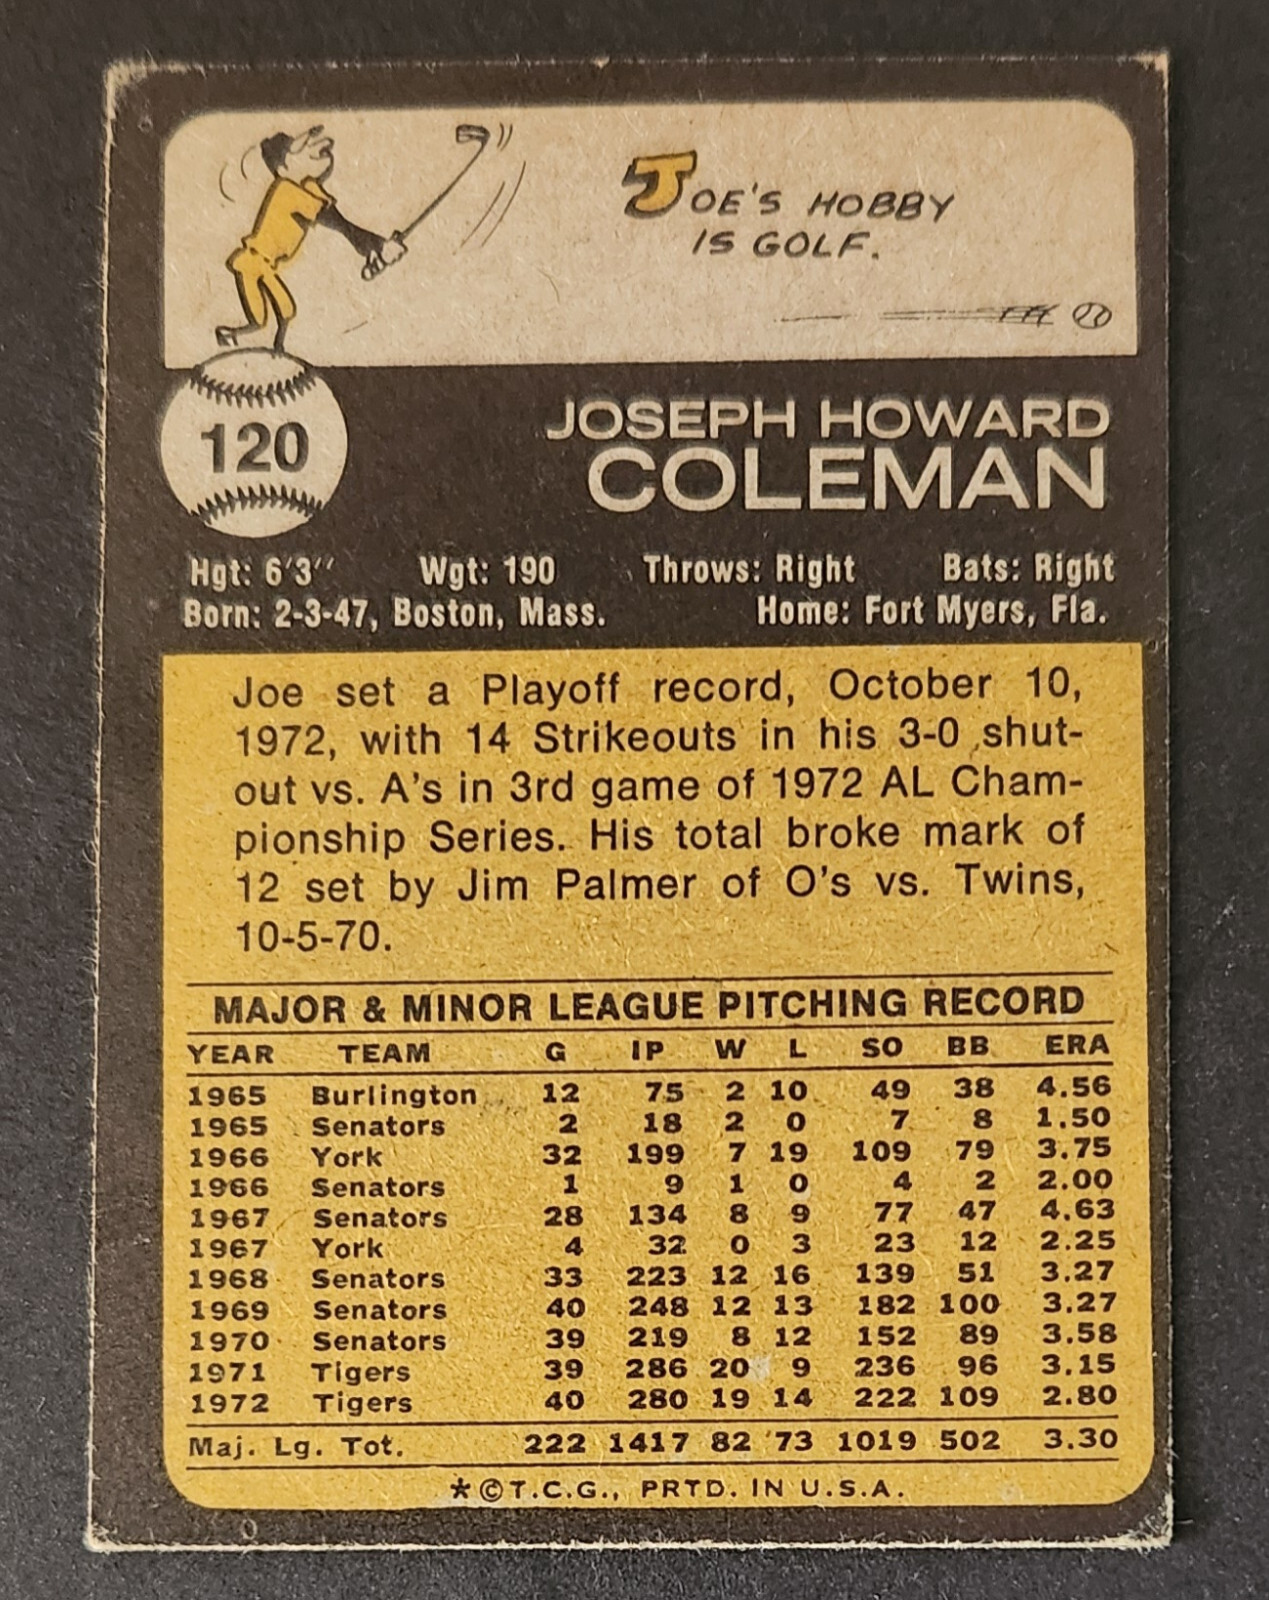 JOE'S HOBBY
IS GOLF.
120
JOSEPH HOWARD
COLEMAN
Hgt: 6'3" Wgt: 190 Throws: Right Bats: Right
Born: 2-3-47, Boston, Mass. Home: Fort Myers, Fla.
Joe set a Playoff record, October 10,
1972, with 14 Strikeouts in his 3-0 shut-
out vs. A's in 3rd game of 1972 AL Cham-
pionship Series. His total broke mark of
12 set by Jim Palmer of O's vs. Twins,
10-5-70.
MAJOR & MINOR LEAGUE PITCHING RECORD
YEAR TEAM G IP W L SO BB ERA
1965 Burlington 12 75 2 10 49 38 4.56
1965 Senators 2 18 2 0 7 8 1.50
1966 York 32 199 7 19 109 79 3.75
1966 Senators 1 9 1 0 4 2 2.00
1967 Senators 28 134 8 9 77 47 4.63
1967 York 4 32 0 3 23 12 2.25
1968 Senators 33 223 12 16 139 51 3.27
1969 Senators 40 248 12 13 182 100 3.27
1970 Senators 39 219 8 12 152 89 3.58
1971 Tigers 39 286 20 9 236 96 3.15
1972 Tigers 40 280 19 14 222 109 2.80
Maj. Lg. Tot. 222 1417 82 73 1019 502 3.30
*©T.C.G., PRTD. IN U.S.A.